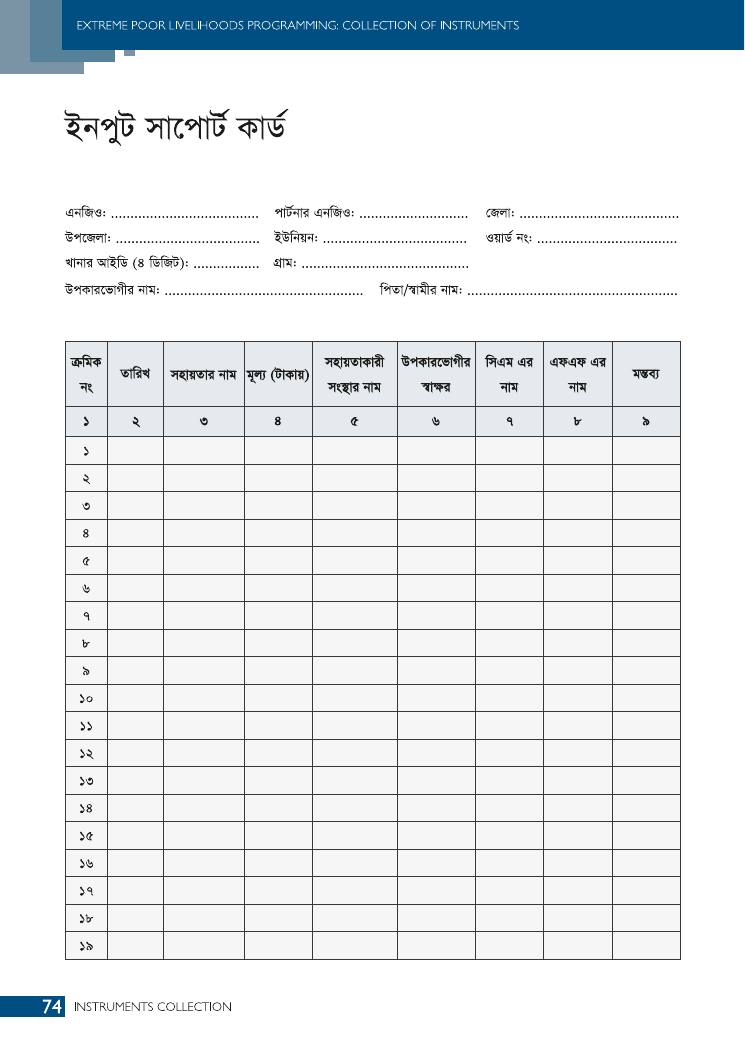 EXTREME POOR LIVELIHOODS PROGRAMMING: COLLECTION OF INSTRUMENTS
ইনপুট সাপোর্ট কার্ড
এনজিও: ...................................... পার্টনার এনজিও: ............................ জেলা: .........................................
উপজেলা: ..................................... ইউনিয়ন: ..................................... ওয়ার্ড নং: ....................................
খানার আইডি (৪ ডিজিট): ................. গ্রাম: ...........................................
উপকারভোগীর নাম: ................................................... পিতা/স্বামীর নাম: ......................................................
ক্রমিক নং তারিখ সহায়তার নাম মূল্য (টাকায়) সহায়তাকারী সংস্থার নাম উপকারভোগীর স্বাক্ষর সিএম এর নাম এফএফ এর নাম মন্তব্য
১ ২ ৩ ৪ ৫ ৬ ৭ ৮ ৯
১
২
৩
৪
৫
৬
৭
৮
৯
১০
১১
১২
১৩
১৪
১৫
১৬
১৭
১৮
১৯
74 INSTRUMENTS COLLECTION